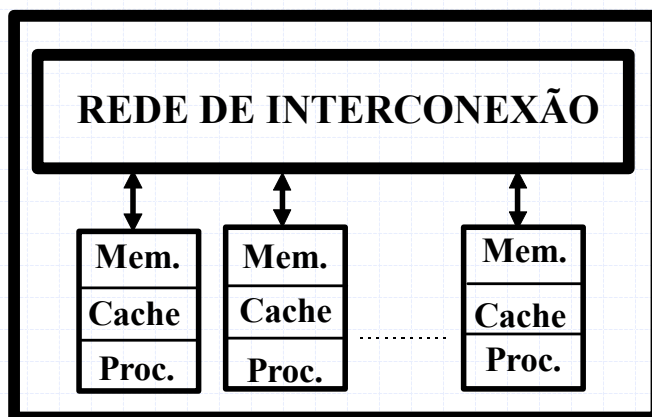 REDE DE INTERCONEXÃO
Mem.
Cache
Proc.
Mem.
Cache
Proc.
Mem.
Cache
Proc.